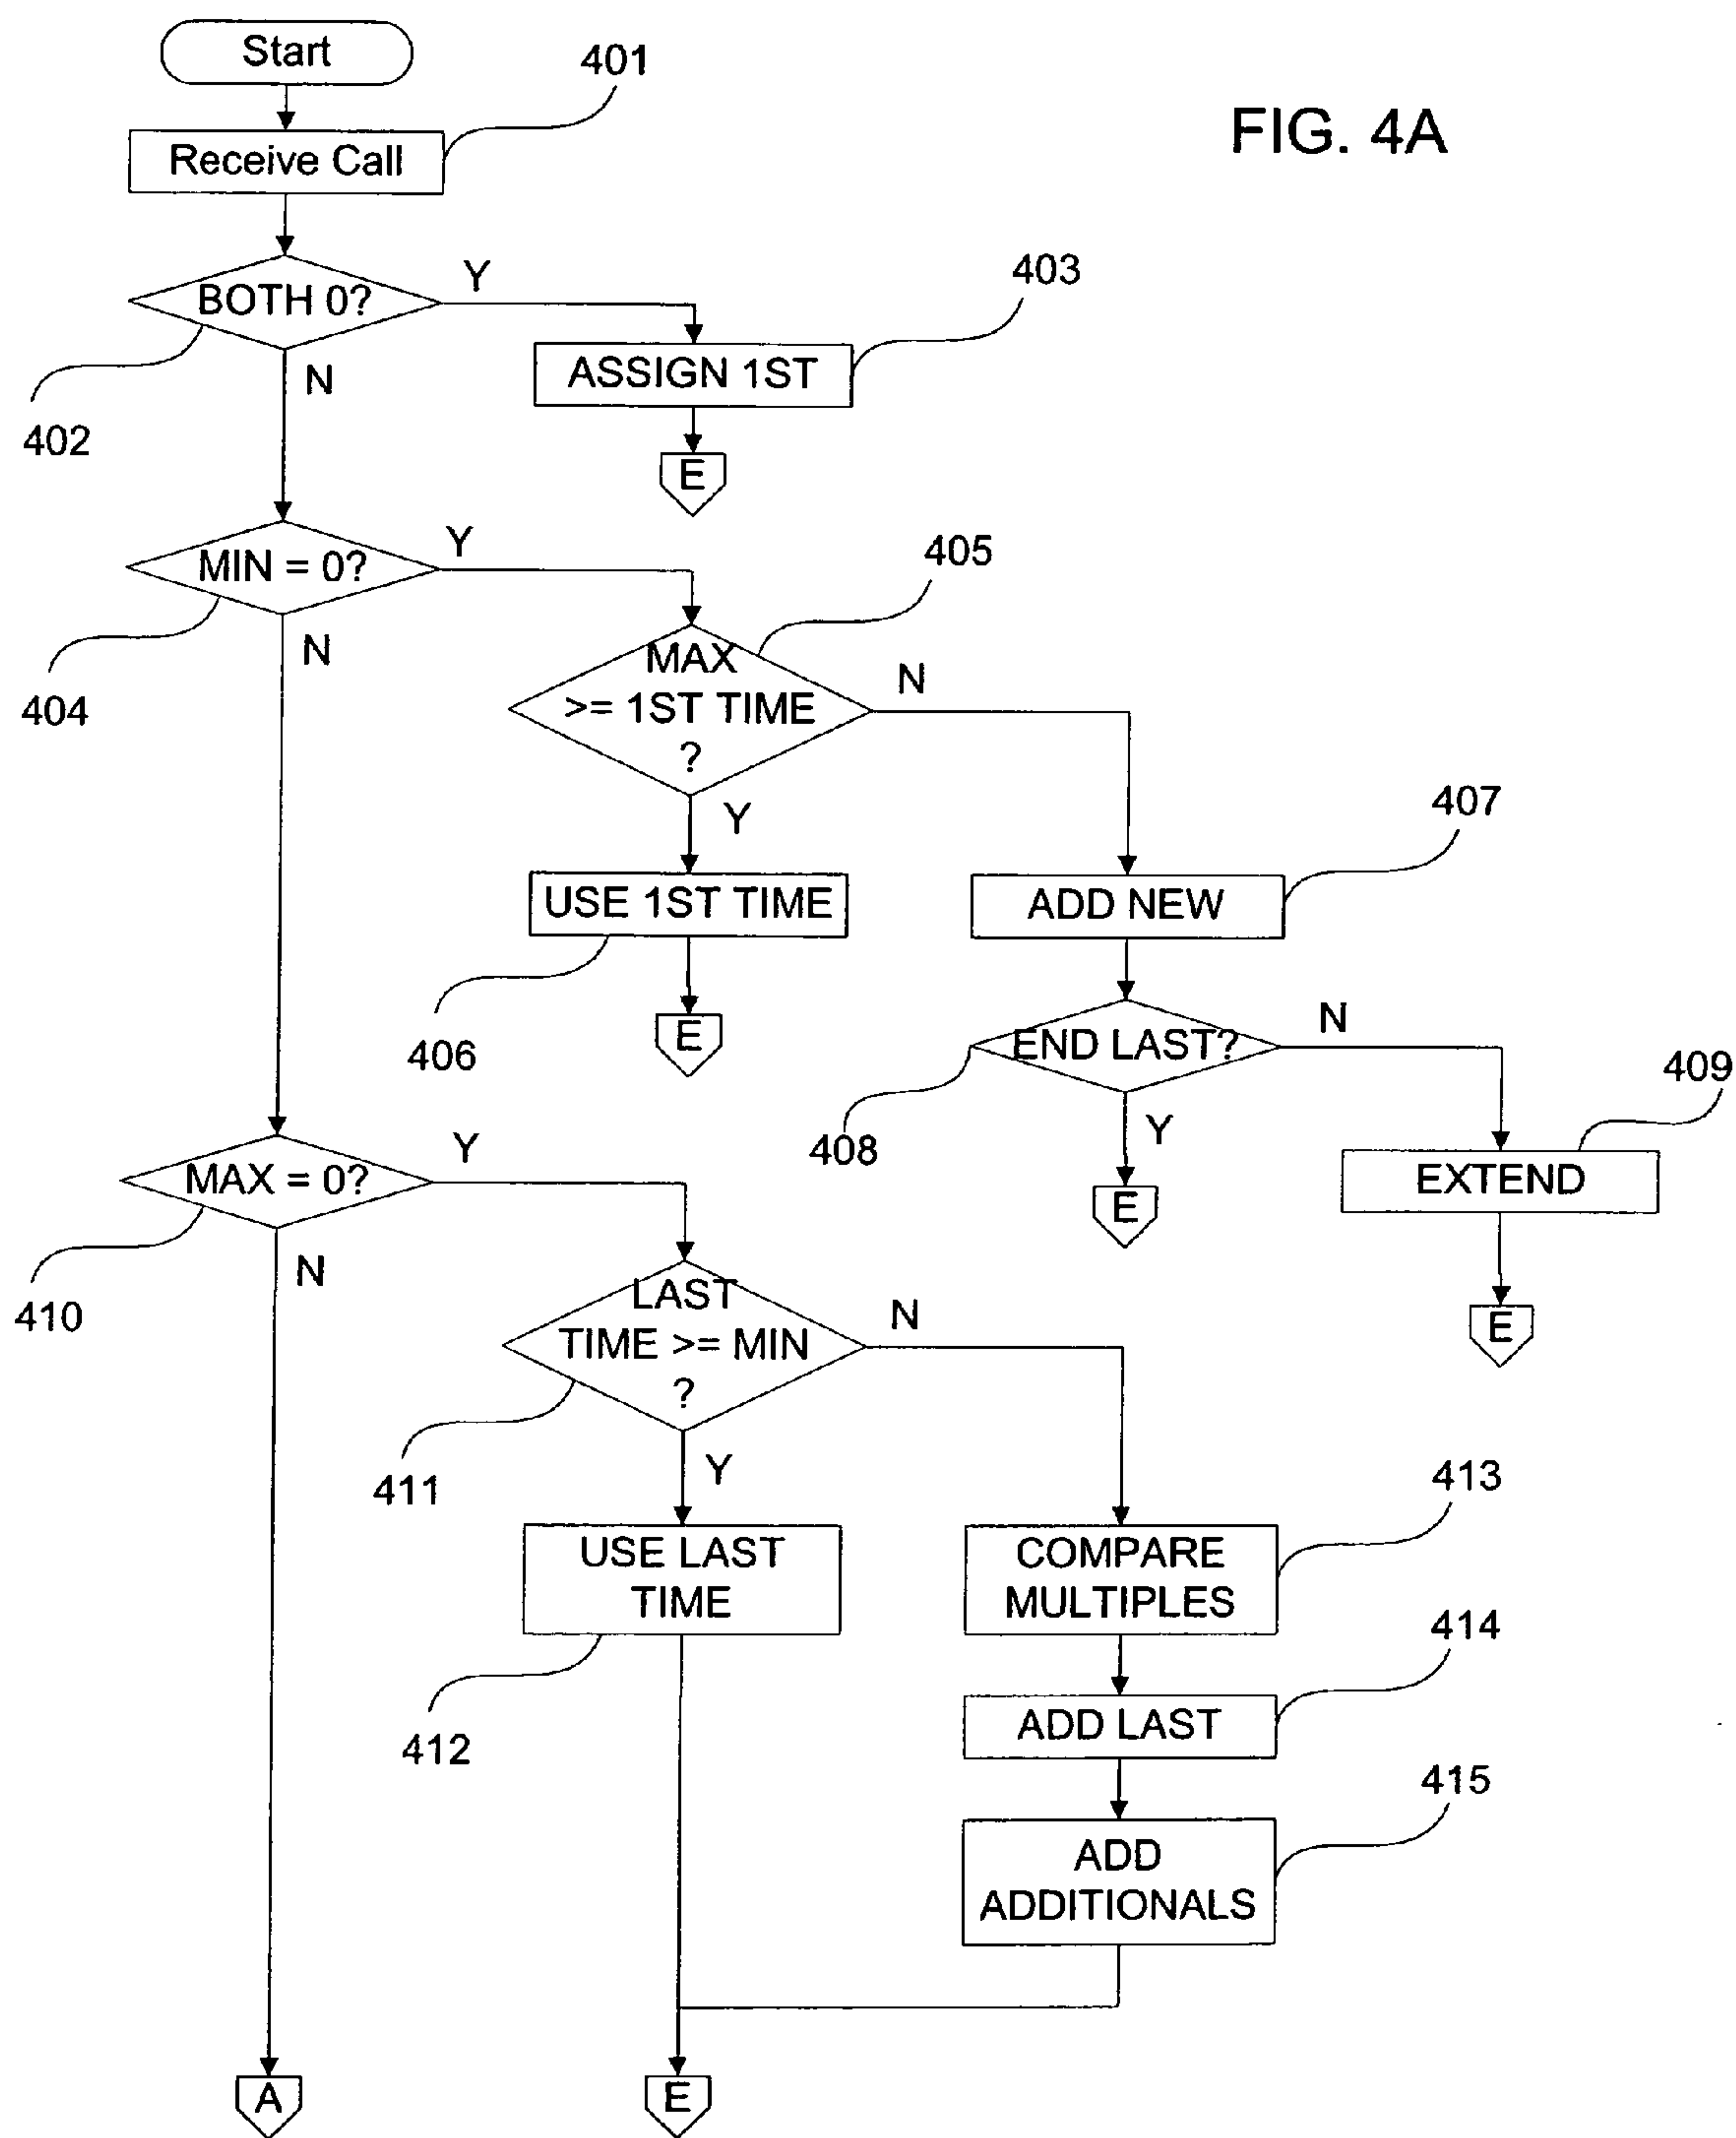 Start
401
FIG. 4A
Receive Call
BOTH 0?
Y
403
ASSIGN 1ST
N
402
E
MIN = 0?
Y
405
N
404
MAX
>= 1ST TIME
?
N
Y
407
USE 1ST TIME
ADD NEW
406
E
END LAST?
N
408
Y
409
E
EXTEND
E
MAX = 0?
Y
N
410
LAST
TIME >= MIN
?
N
411
Y
413
USE LAST
TIME
COMPARE
MULTIPLES
414
412
ADD LAST
415
ADD
ADDITIONALS
A
E